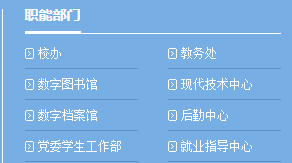 职能部门
校办 教务处
数字图书馆 现代技术中心
数字档案馆 后勤中心
党委学生工作部 就业指导中心